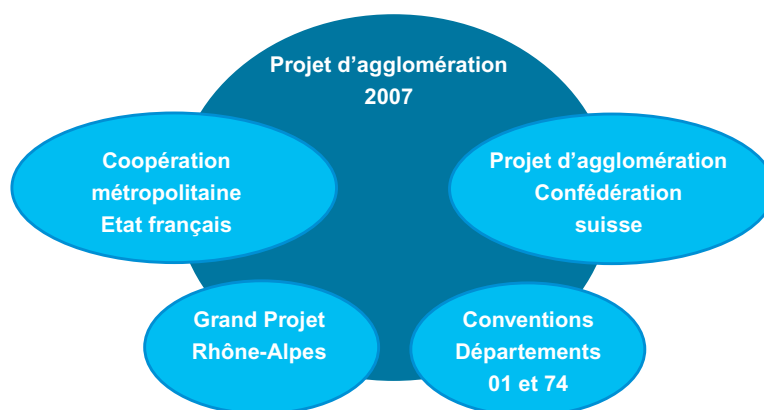 Projet d’agglomération
2007
Coopération
métropolitaine
Etat français
Projet d’agglomération
Confédération
suisse
Grand Projet
Rhône-Alpes
Conventions
Départements
01 et 74